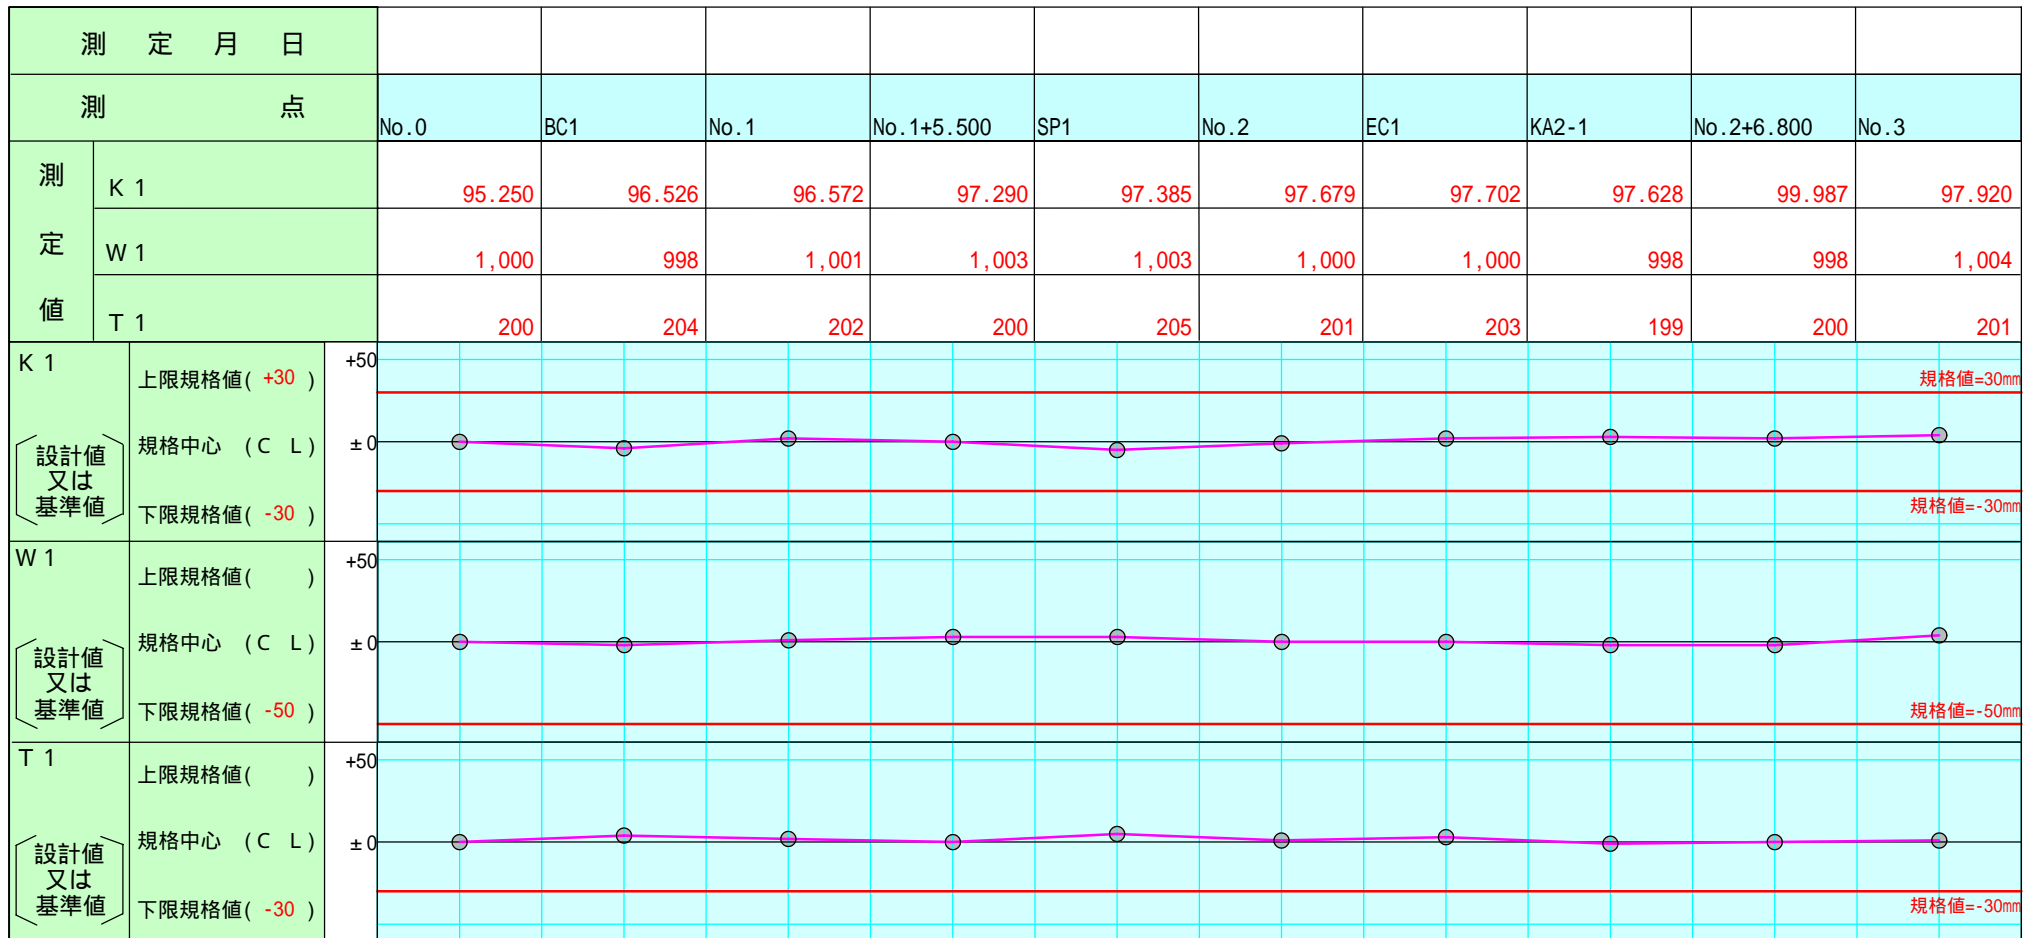 測 定 月 日
測 点 No.0 BC1 No.1 No.1+5.500 SP1 No.2 EC1 KA2-1 No.2+6.800 No.3
測定値
K 1 95.250 96.526 96.572 97.290 97.385 97.679 97.702 97.628 99.987 97.920
W 1 1,000 998 1,001 1,003 1,003 1,000 1,000 998 998 1,004
T 1 200 204 202 200 205 201 203 199 200 201
K 1
設計値
又は
基準値
上限規格値( +30 )
規格中心 (C L)
下限規格値( -30 )
+50
±0
規格値=30㎜
規格値=-30㎜
W 1
設計値
又は
基準値
上限規格値( )
規格中心 (C L)
下限規格値( -50 )
+50
±0
規格値=-50㎜
T 1
設計値
又は
基準値
上限規格値( )
規格中心 (C L)
下限規格値( -30 )
+50
±0
規格値=-30㎜